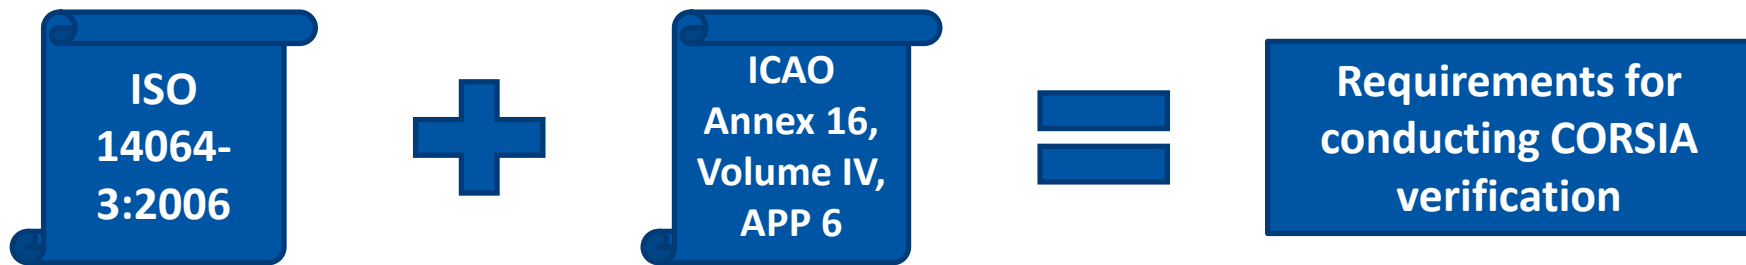 ISO
14064-
3:2006
ICAO
Annex 16,
Volume IV,
APP 6
Requirements for
conducting CORSIA
verification